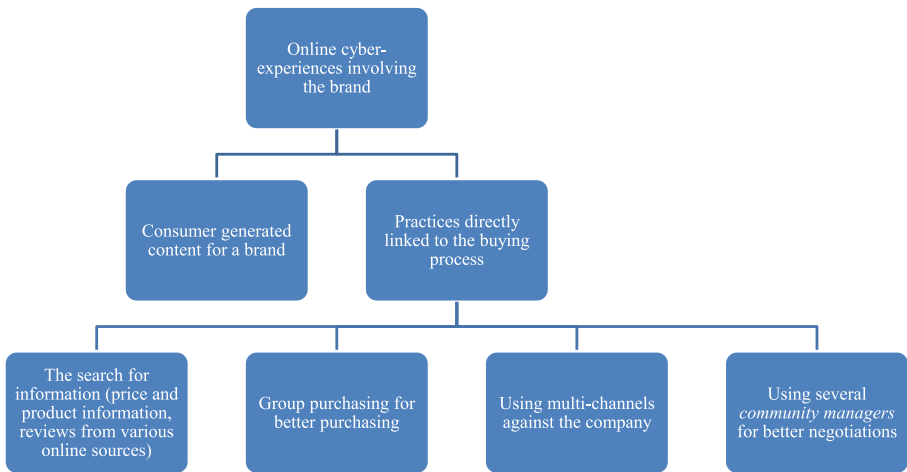 Online cyber-
experiences involving
the brand
Consumer generated
content for a brand
Practices directly
linked to the buying
process
The search for
information (price and
product information,
reviews from various
online sources)
Group purchasing for
better purchasing
Using multi-channels
against the company
Using several
community managers
for better negotiations